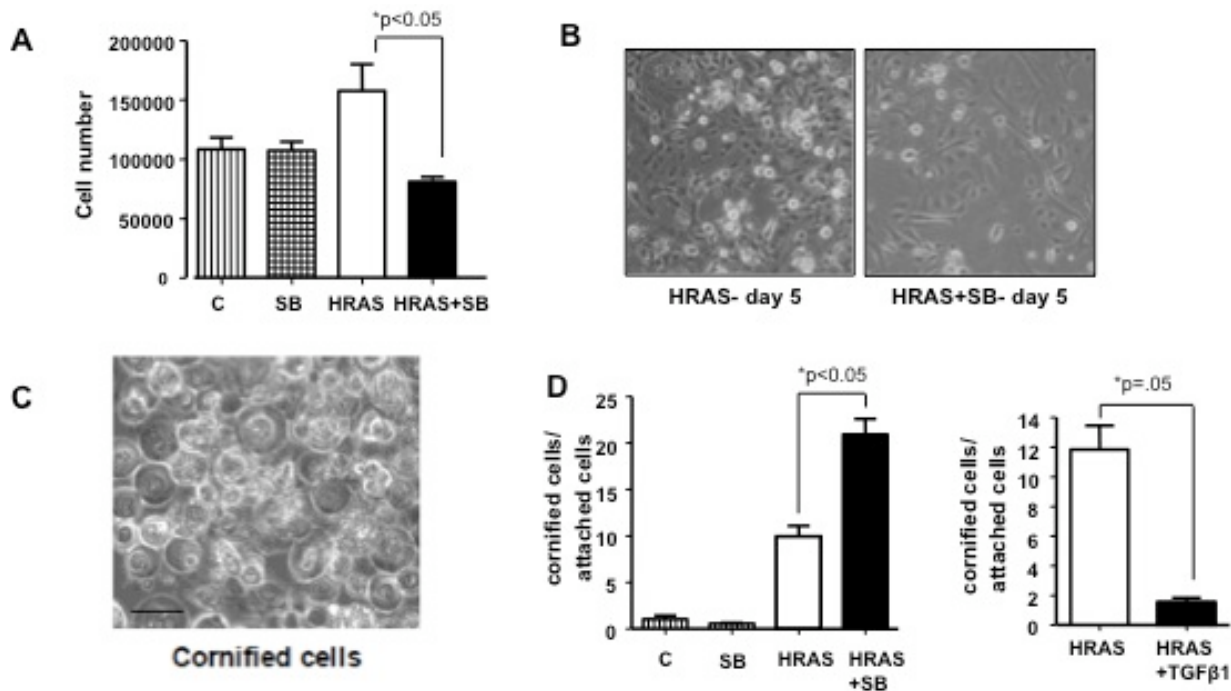 A
*p<0.05
200000
150000
100000
50000
0
Cell number
C
SB
HRAS
HRAS+SB
B
HRAS- day 5
HRAS+SB- day 5
C
Cornified cells
D
*p<0.05
25
20
15
10
5
0
cornified cells/
attached cells
C
SB
HRAS
HRAS
+SB
*p=.05
14
12
10
8
6
4
2
0
cornified cells/
attached cells
HRAS
HRAS
+TGFβ1